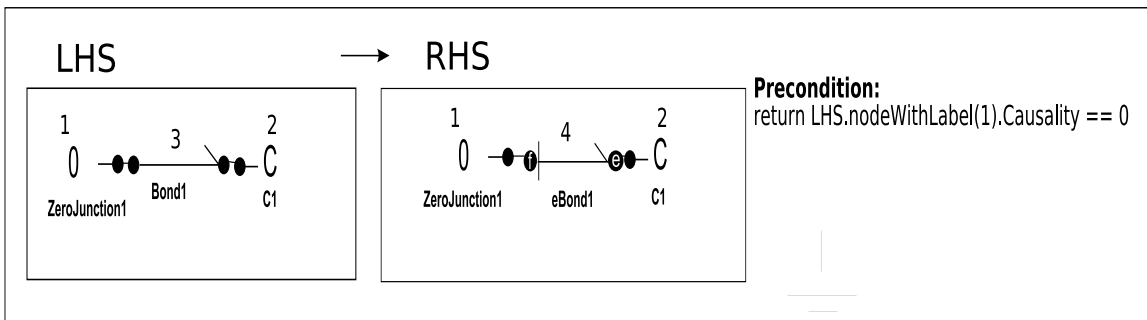 LHS
RHS
Precondition:
return LHS.nodeWithLabel(1).Causality == 0
1
3
2
0
C
Bond1
ZeroJunction1
C1
1
4
2
0
f
e
C
ZeroJunction1
eBond1
C1